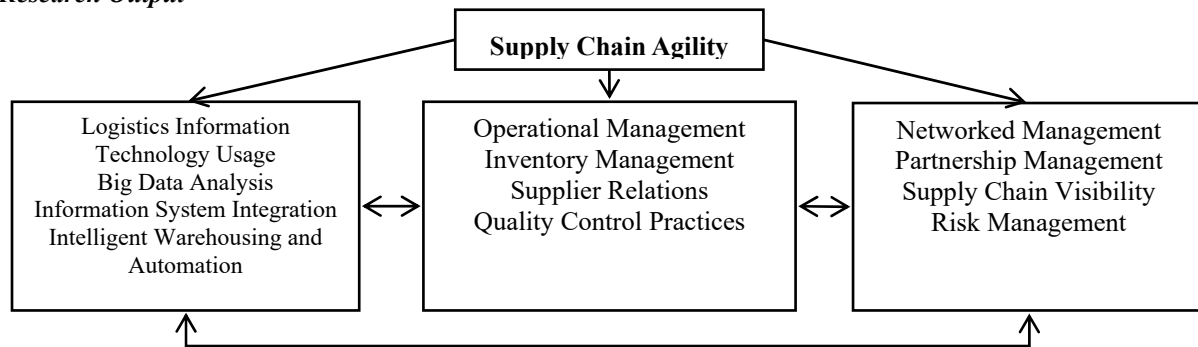 Research Output
Supply Chain Agility
Logistics Information
Technology Usage
Big Data Analysis
Information System Integration
Intelligent Warehousing and
Automation
Operational Management
Inventory Management
Supplier Relations
Quality Control Practices
Networked Management
Partnership Management
Supply Chain Visibility
Risk Management